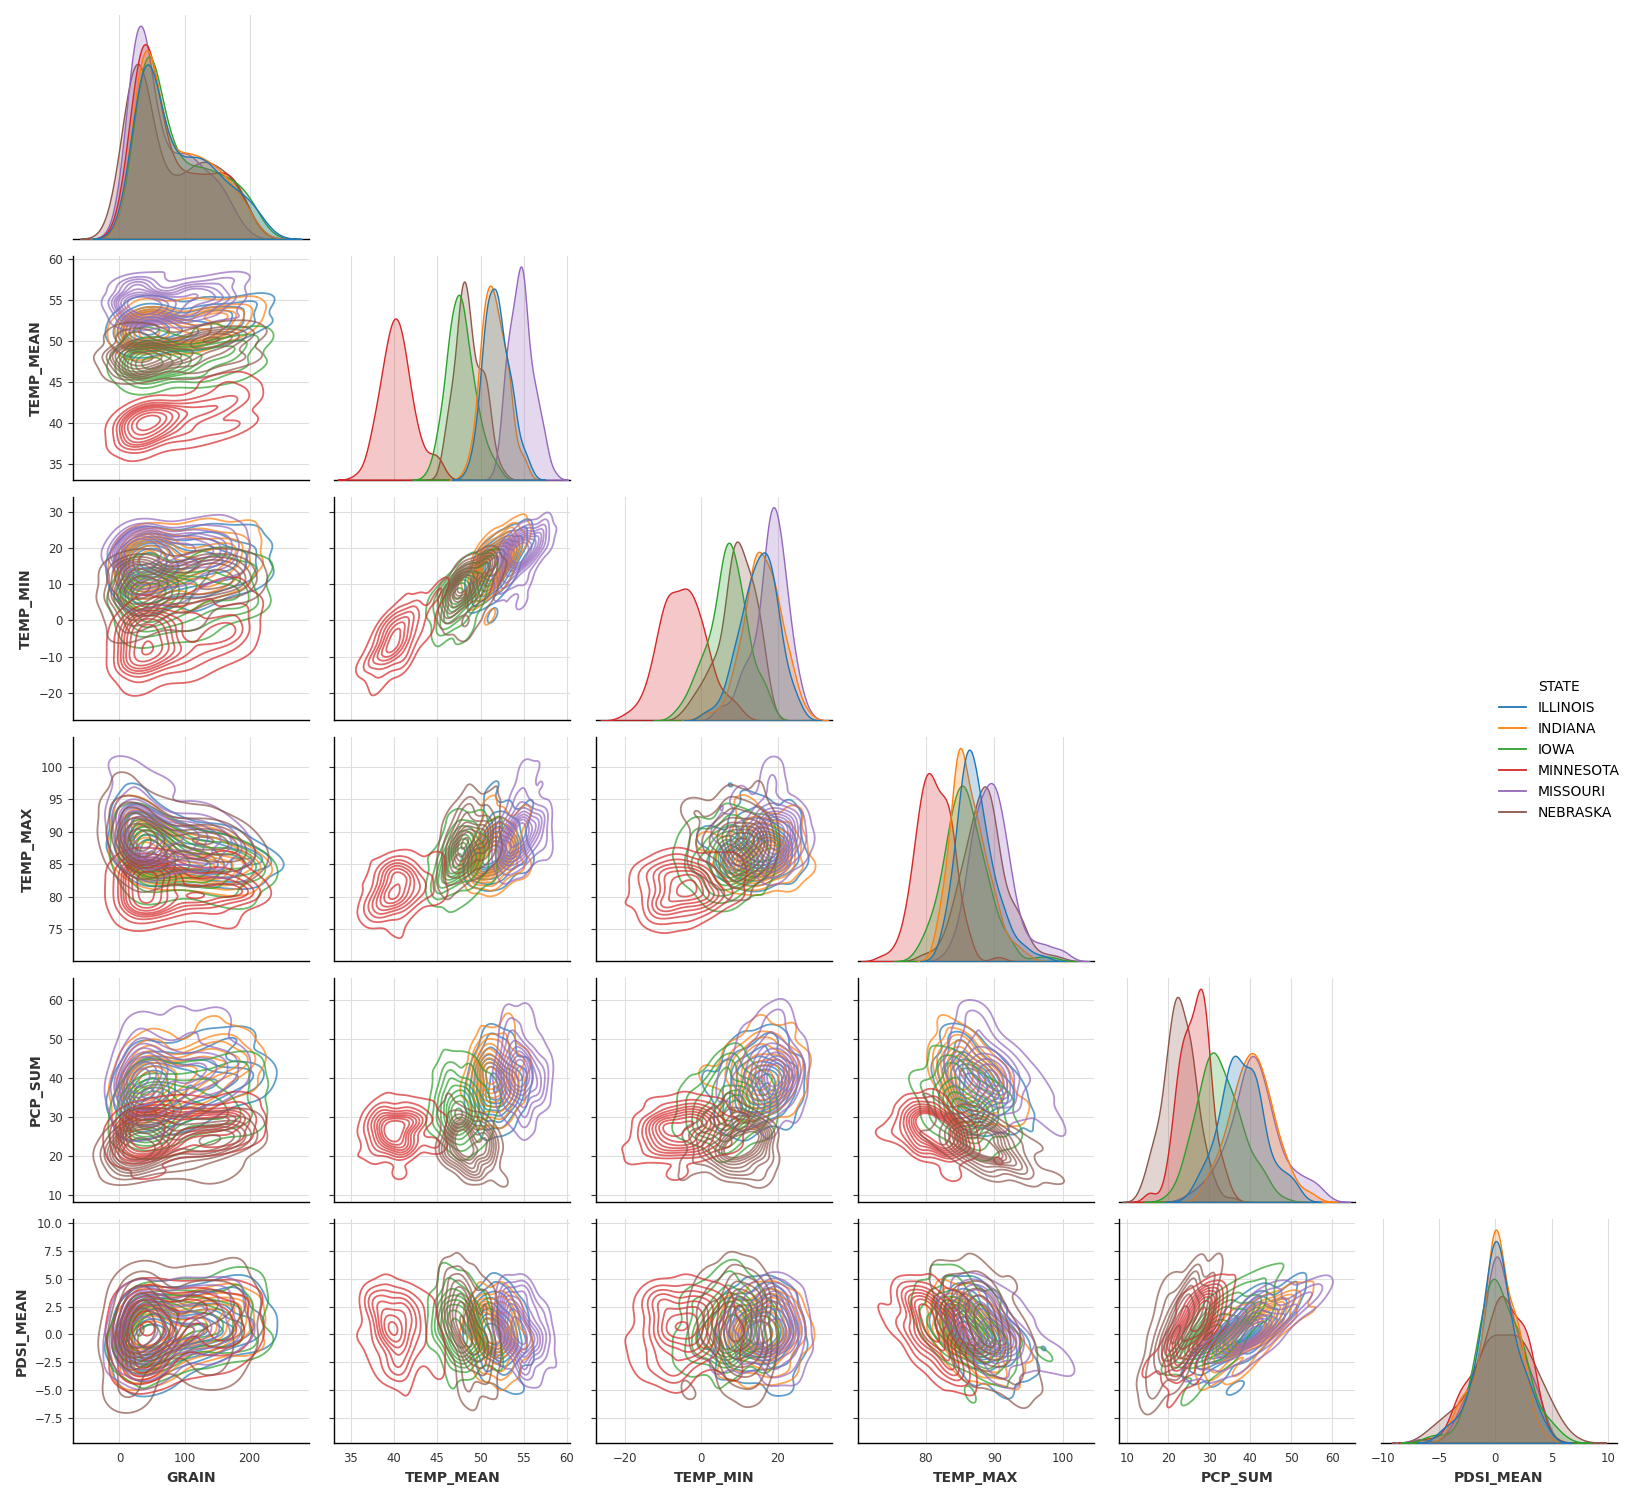 60
55
50
45
40
35
TEMP_MEAN
30
20
10
0
−10
−20
TEMP_MIN
100
95
90
85
80
75
TEMP_MAX
STATE
ILLINOIS
INDIANA
IOWA
MINNESOTA
MISSOURI
NEBRASKA
60
50
40
30
20
10
PCP_SUM
10.0
7.5
5.0
2.5
0.0
−2.5
−5.0
−7.5
PDSI_MEAN
0 100 200
35 40 45 50 55 60
−20 0 20
80 90 100
10 20 30 40 50 60
−10 −5 0 5 10
GRAIN
TEMP_MEAN
TEMP_MIN
TEMP_MAX
PCP_SUM
PDSI_MEAN